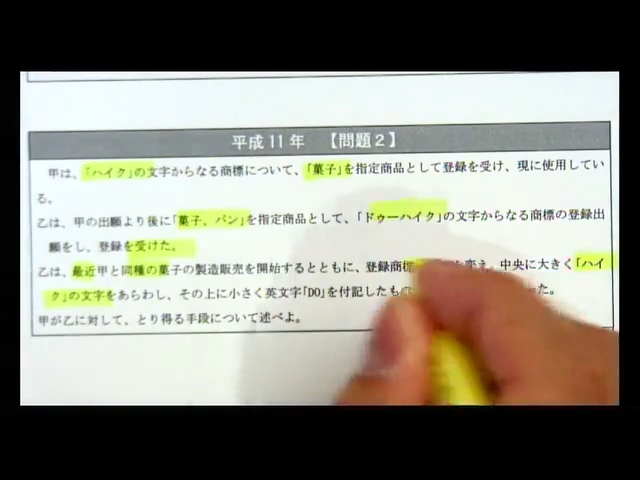 平成11年 【問題2】
甲は、「ハイク」の文字からなる商標について、「菓子」を指定商品として登録を受け、現に使用してい
る。
乙は、甲の出願より後に「菓子、パン」を指定商品として、「ドゥーハイク」の文字からなる商標の登録出
願をし、登録を受けた。
乙は、最近甲と同種の菓子の製造販売を開始するとともに、登録商標 を変え、中央に大きく「ハイ
ク」の文字をあらわし、その上に小さく英文字「DO」を付記したも た。
甲が乙に対して、とり得る手段について述べよ。